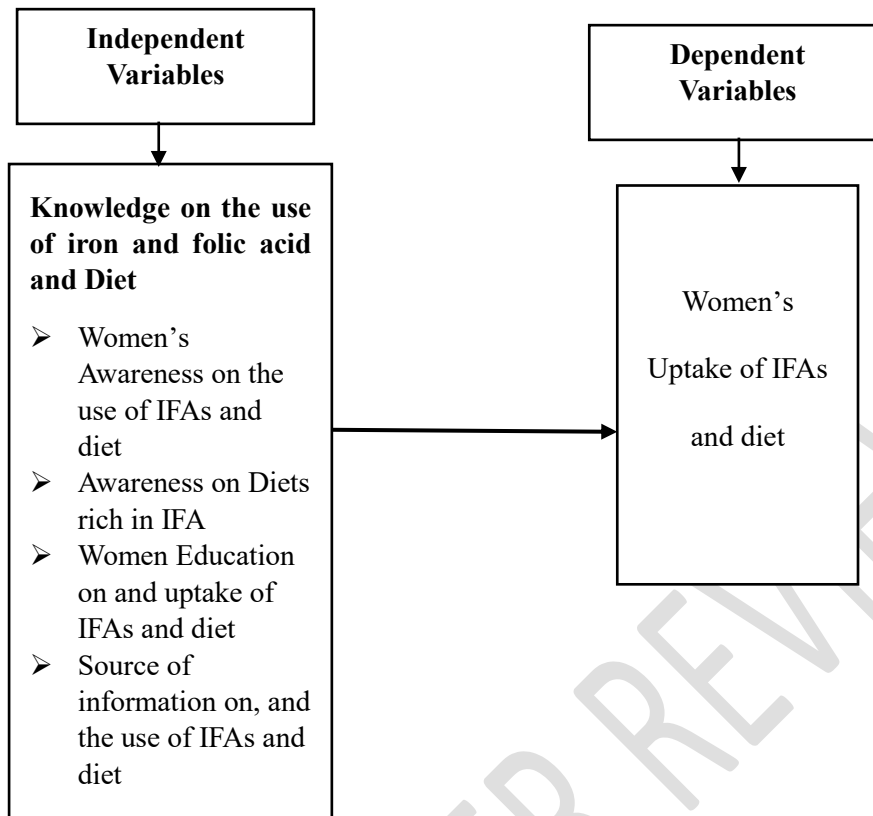 Independent
Variables
Dependent
Variables
Knowledge on the use
of iron and folic acid
and Diet
➢ Women’s
Awareness on the
use of IFAs and
diet
➢ Awareness on Diets
rich in IFA
➢ Women Education
on and uptake of
IFAs and diet
➢ Source of
information on, and
the use of IFAs and
diet
Women’s
Uptake of IFAs
and diet